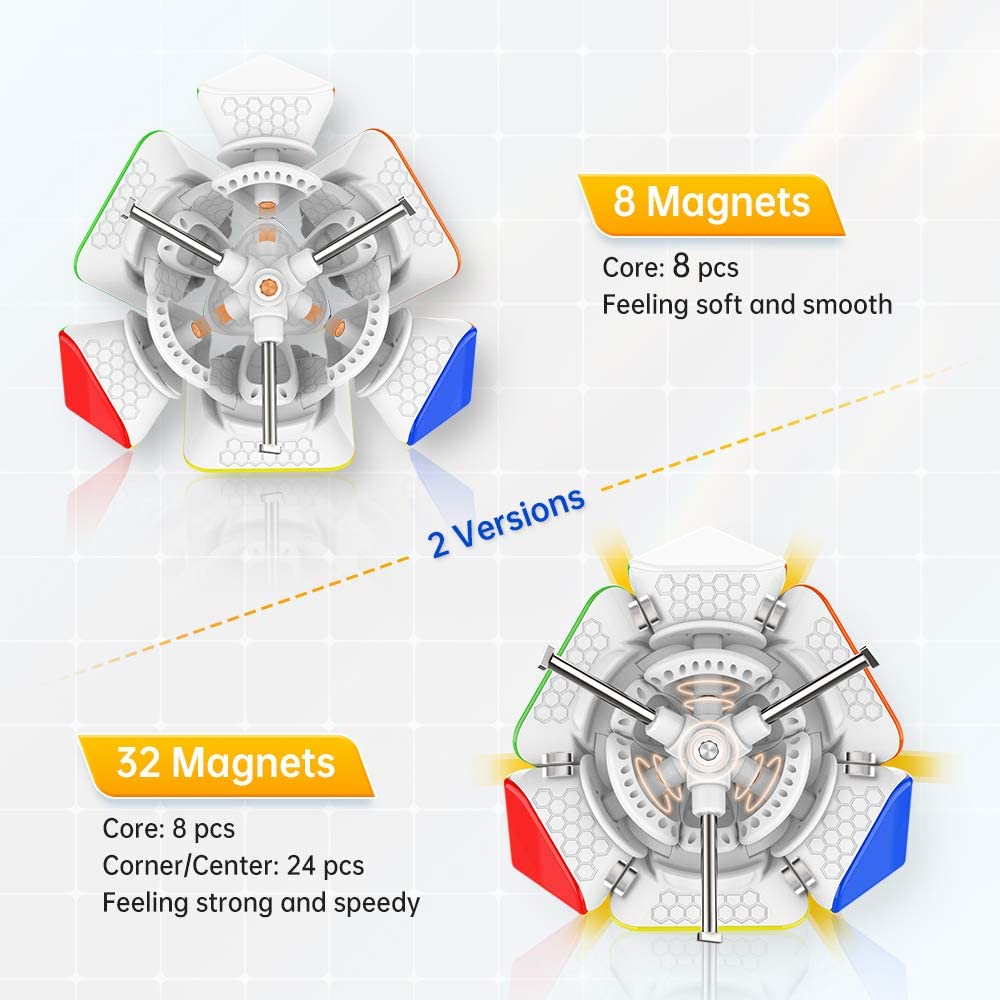 8 Magnets
Core: 8 pcs
Feeling soft and smooth
2 Versions
32 Magnets
Core: 8 pcs
Corner/Center: 24 pcs
Feeling strong and speedy